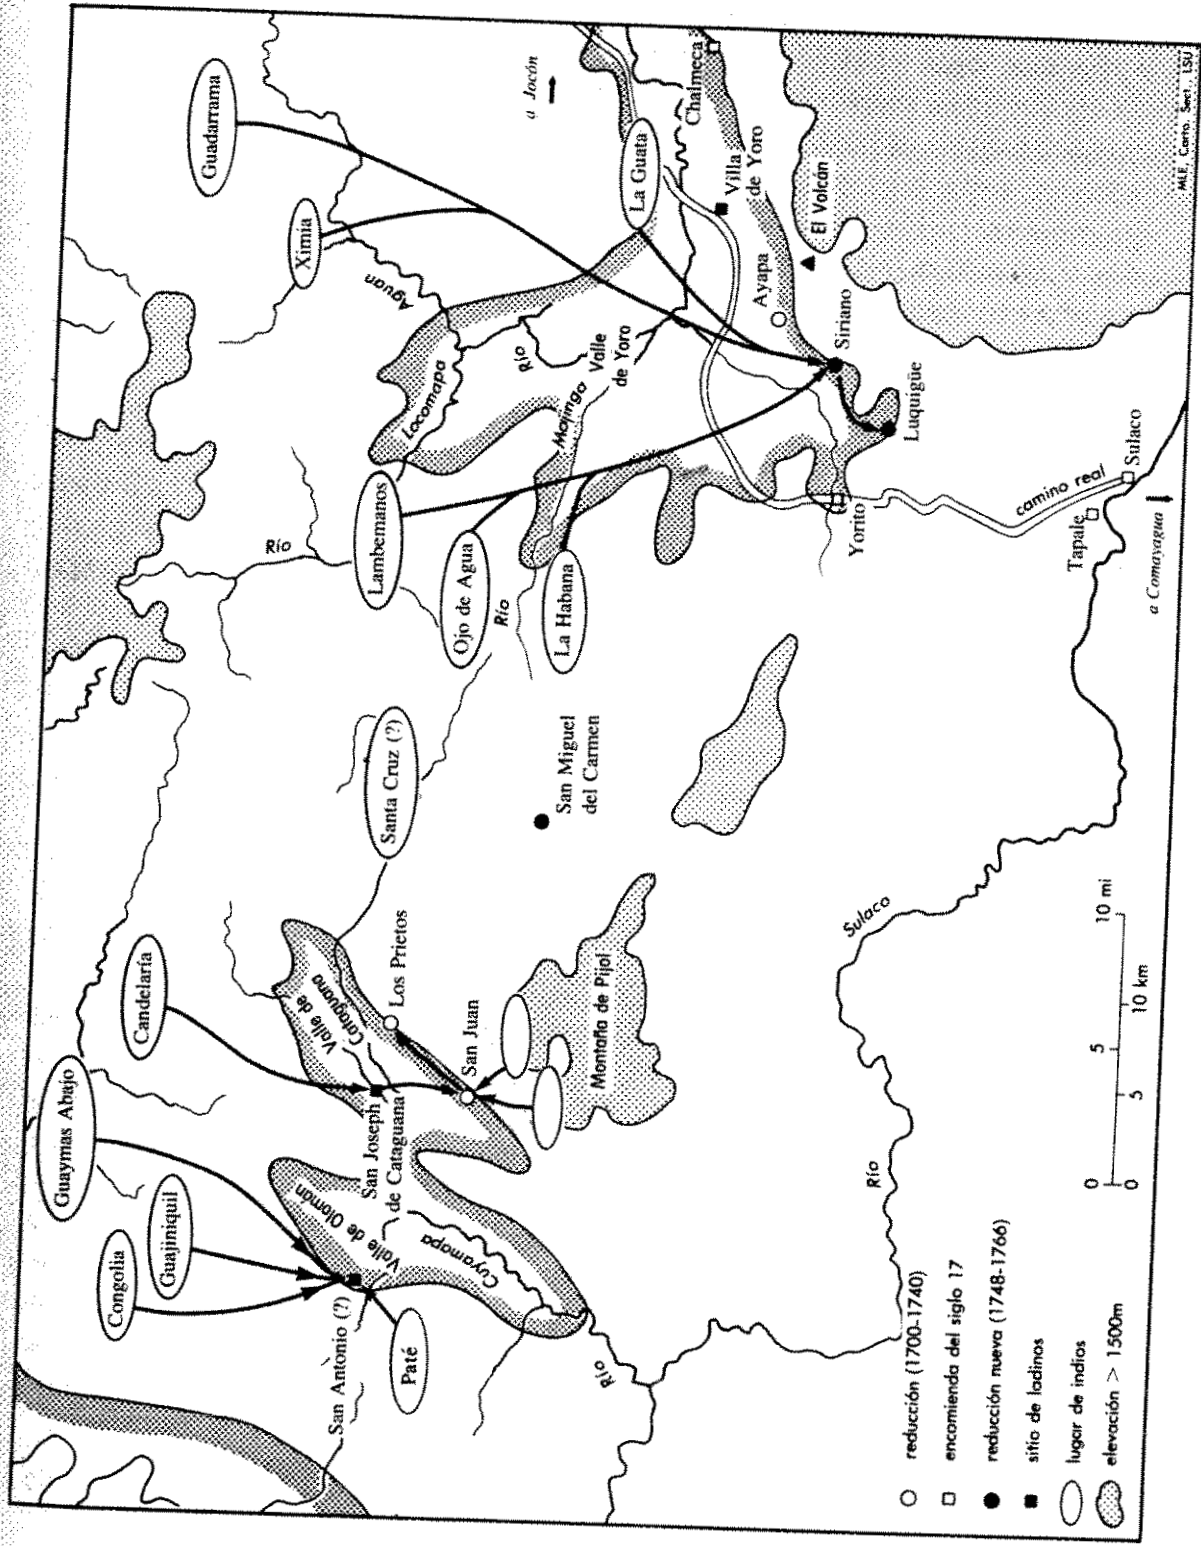 Guadarrama
Ximia
Aguan
a Jocón
La Guata
Chalmeca
Villa
de Yoro
El Volcán
Ayapa
Siriano
Luquigüe
Locomapa
Río
Valle
de Yoro
Mojinga
Lambemanos
Río
Ojo de Agua
Río
La Habana
Yorito
camino real
Sulaco
Tapale
a Comayagua
Santa Cruz (?)
San Miguel
del Carmen
Candelaría
Valle de
Cataguana
Los Prietos
San Juan
Montaña de Pijol
Guaymas Abajo
San Joseph
de Cataguana
Guajiniquil
Congolia
Valle de Olomán
Cuyamapa
San Antonio (?)
Paté
Río
Sulaco
Río
0 5 10 mi
0 5 10 km
reducción (1700-1740)
encomienda del siglo 17
reducción nueva (1748-1766)
sitio de ladinos
lugar de indios
elevación > 1500m
MLE, Carto. Sect., LSU